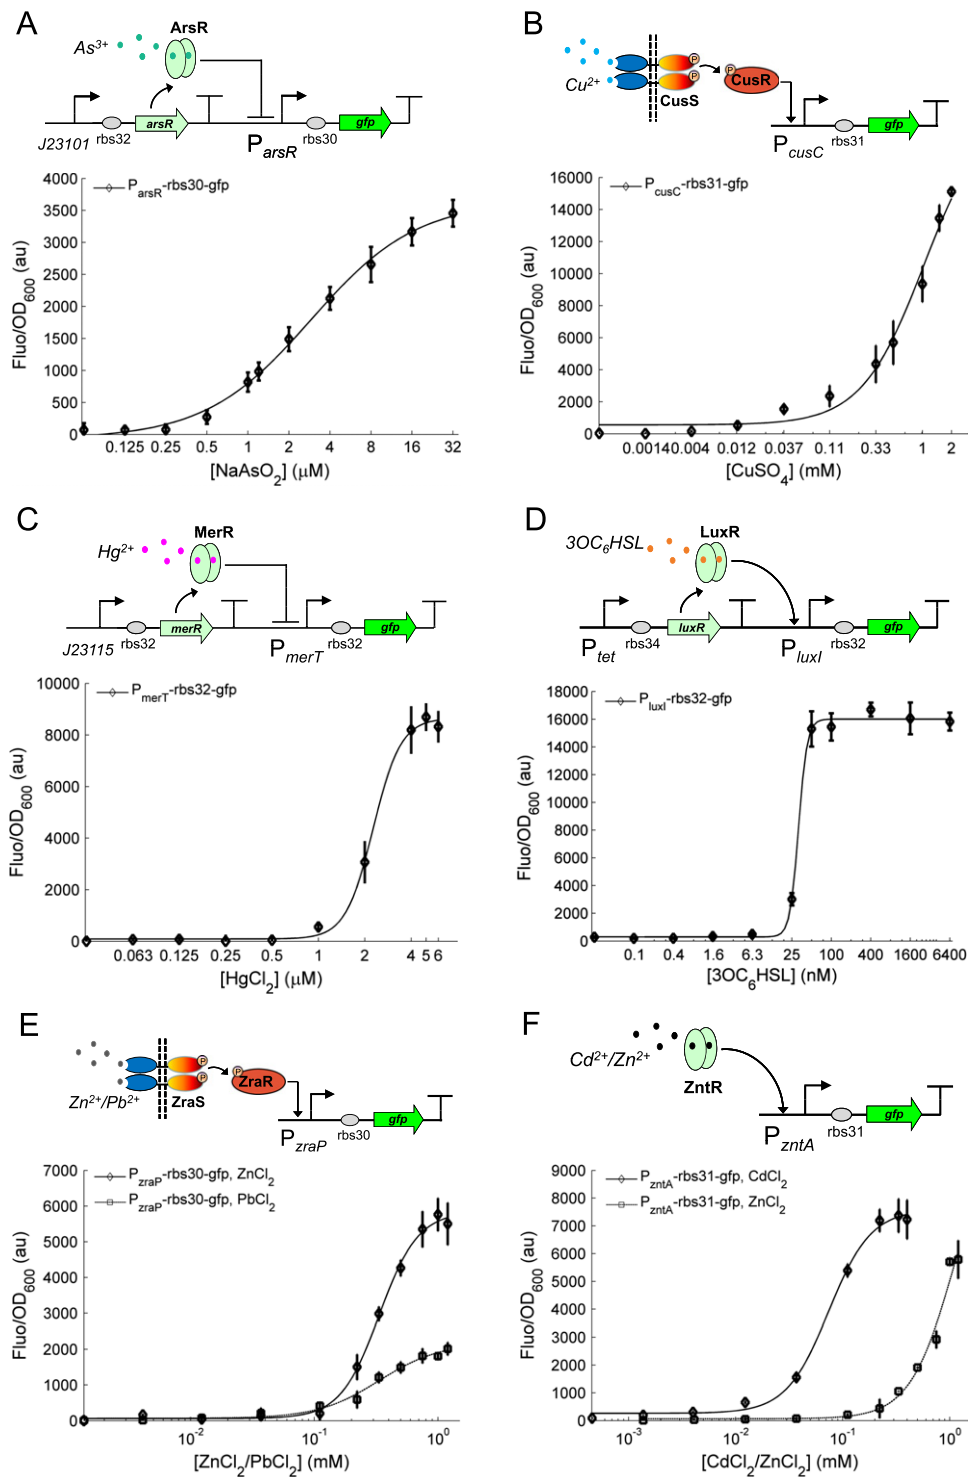 A
ArsR
As3+
arsR
gfp
J23101
rbs32
ParsR
rbs30
ParsR-rbs30-gfp
Fluo/OD600 (au)
4000
3500
3000
2500
2000
1500
1000
500
0
0.125 0.25 0.5 1 2 4 8 16 32
[NaAsO2] (μM)
B
Cu2+
P
P
CusS
P
CusR
gfp
PcusC
rbs31
PcusC-rbs31-gfp
Fluo/OD600 (au)
16000
14000
12000
10000
8000
6000
4000
2000
0
0.0014 0.004 0.012 0.037 0.11 0.33 1 2
[CuSO4] (mM)
C
MerR
Hg2+
merR
gfp
J23115
rbs32
PmerT
rbs32
PmerT-rbs32-gfp
Fluo/OD600 (au)
10000
8000
6000
4000
2000
0
0.063 0.125 0.25 0.5 1 2 4 5 6
[HgCl2] (μM)
D
3OC6HSL
LuxR
luxR
gfp
Ptet
rbs34
PluxI
rbs32
PluxI-rbs32-gfp
Fluo/OD600 (au)
18000
16000
14000
12000
10000
8000
6000
4000
2000
0
0.1 0.4 1.6 6.3 25 100 400 1600 6400
[3OC6HSL] (nM)
E
Zn2+/Pb2+
P
P
ZraS
P
ZraR
gfp
PzraP
rbs30
PzraP-rbs30-gfp, ZnCl2
PzraP-rbs30-gfp, PbCl2
Fluo/OD600 (au)
7000
6000
5000
4000
3000
2000
1000
0
10-2 10-1 100
[ZnCl2/PbCl2] (mM)
F
Cd2+/Zn2+
ZntR
gfp
PzntA
rbs31
PzntA-rbs31-gfp, CdCl2
PzntA-rbs31-gfp, ZnCl2
Fluo/OD600 (au)
9000
8000
7000
6000
5000
4000
3000
2000
1000
0
10-3 10-2 10-1 100
[CdCl2/ZnCl2] (mM)